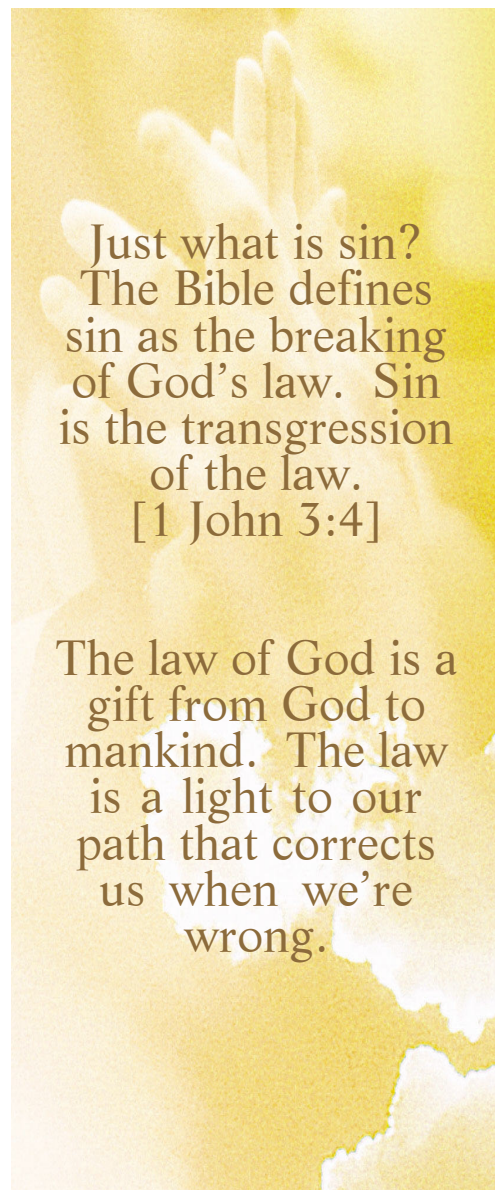 Just what is sin?
The Bible defines
sin as the breaking
of God’s law.  Sin
is the transgression
of the law.
[1 John 3:4]
The law of God is a
gift from God to
mankind.  The law
is a light to our
path that corrects
us when we’re
wrong.